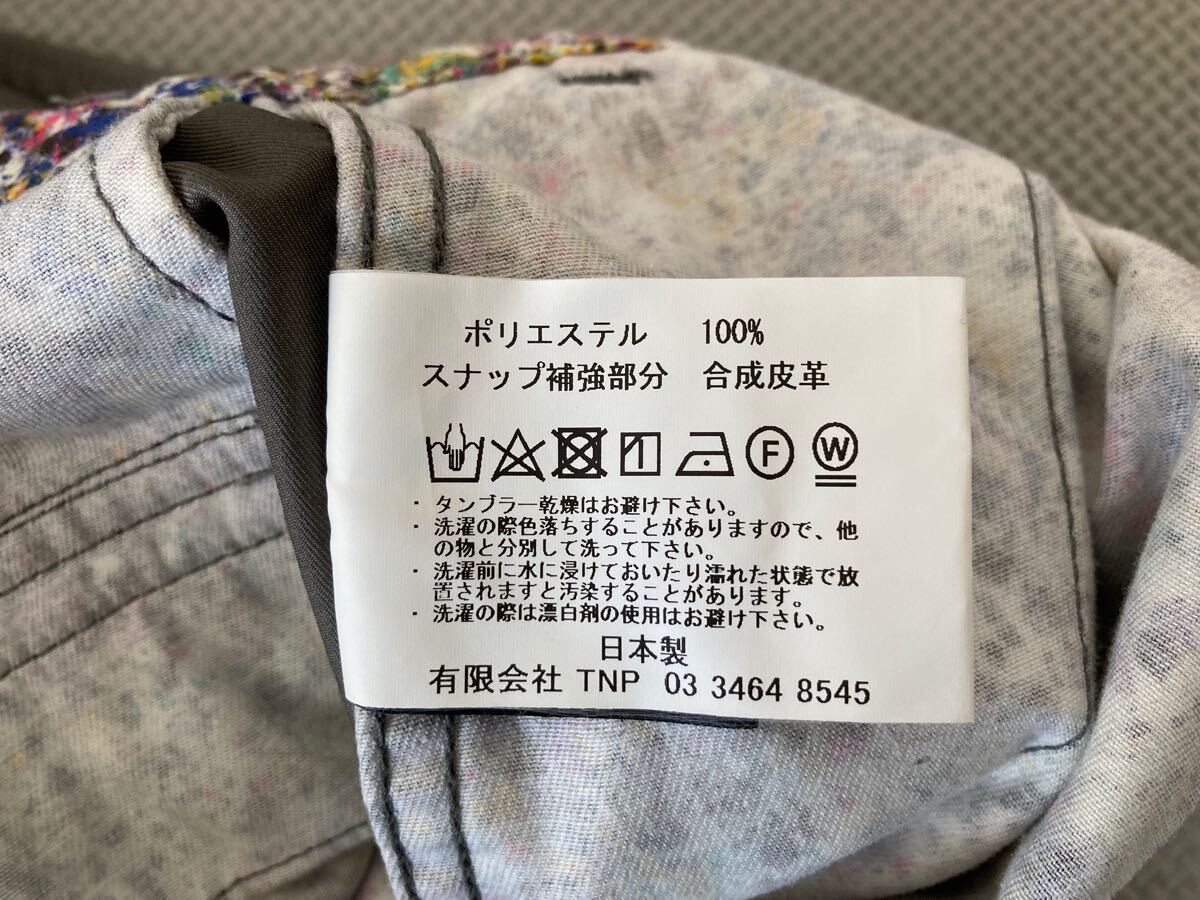 ポリエステル 100%
スナップ補強部分 合成皮革
F W
・タンブラー乾燥はお避け下さい。
・洗濯の際色落ちすることがありますので、他
の物と分別して洗って下さい。
・洗濯前に水に浸けておいたり濡れた状態で放
置されますと汚染することがあります。
・洗濯の際は漂白剤の使用はお避け下さい。
日本製
有限会社 TNP 03 3464 8545